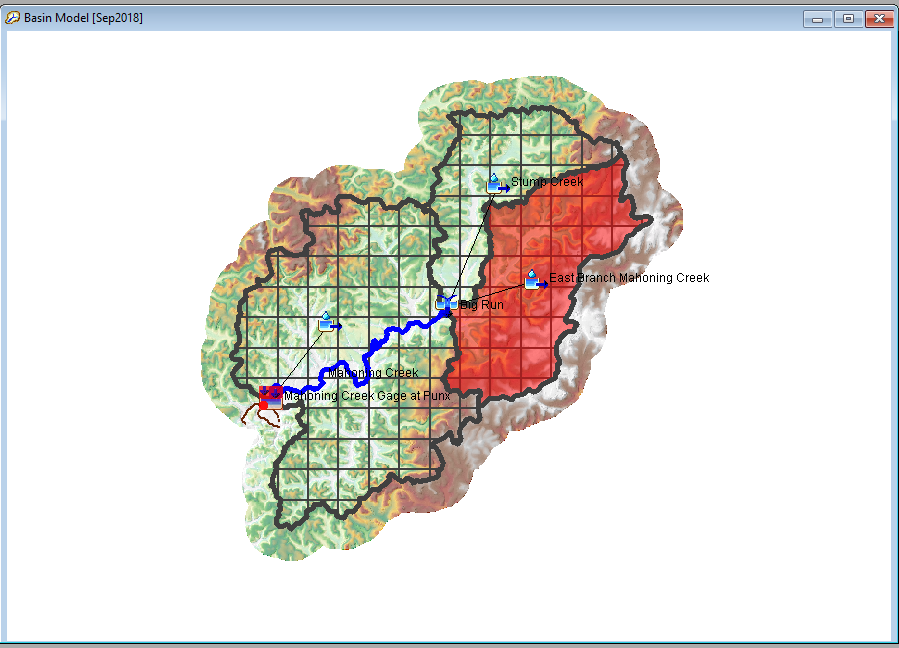 Basin Model [Sep2018]
Stump Creek
East Branch Mahoning Creek
Big Run
Mahoning Creek
Mahoning Creek Gage at Punx